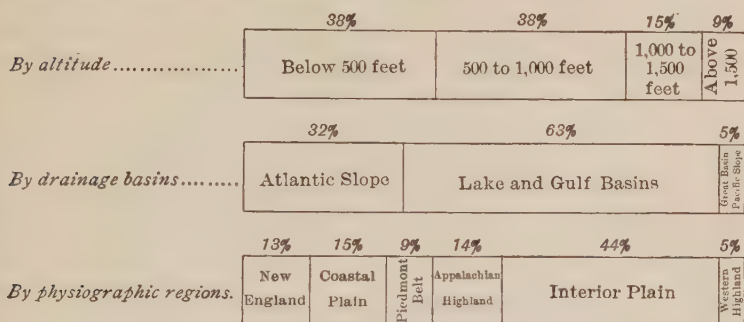 38% 38% 15% 9%
By altitude..................
Below 500 feet
500 to 1,000 feet
1,000 to
1,500
feet
Above
1,500
32% 63% 5%
By drainage basins.........
Atlantic Slope
Lake and Gulf Basins
Great Basin
Pacific Slope
13% 15% 9% 14% 44% 5%
By physiographic regions.
New
England
Coastal
Plain
Piedmont
Belt
Appalachian
Highland
Interior Plain
Western
Highland